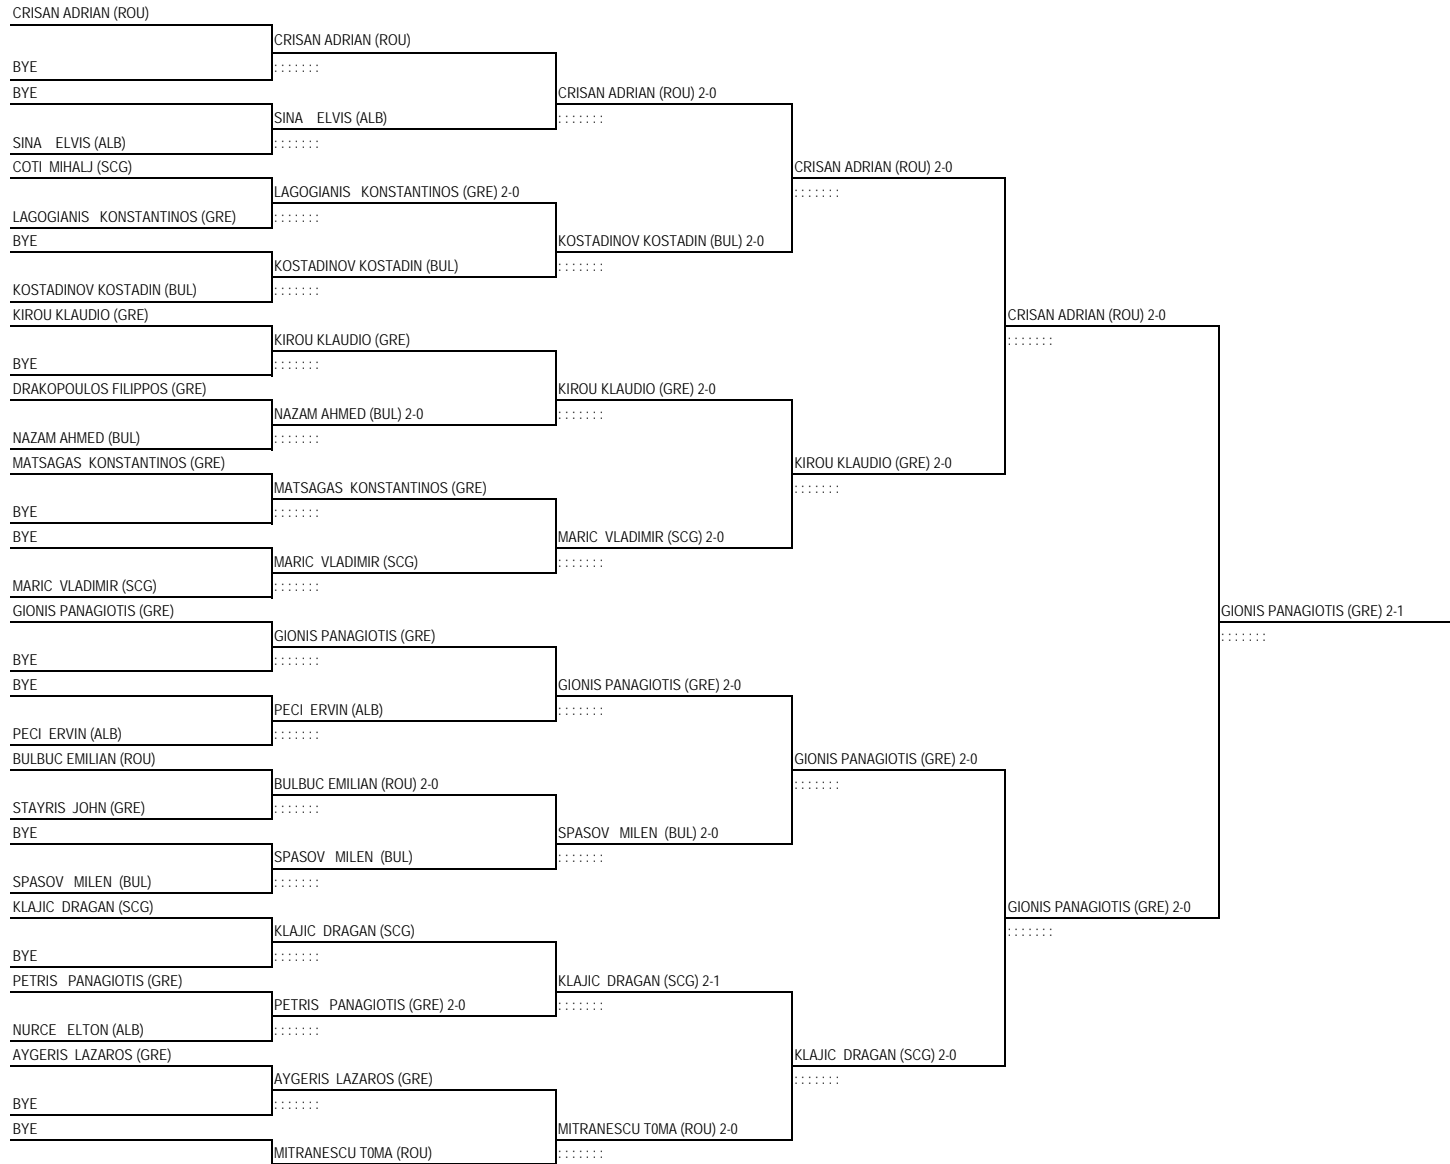 CRISAN ADRIAN (ROU)
CRISAN ADRIAN (ROU)
BYE
: : : : : : :
BYE
CRISAN ADRIAN (ROU) 2-0
SINA ELVIS (ALB)
: : : : : : :
SINA ELVIS (ALB)
: : : : : : :
COTI MIHALJ (SCG)
CRISAN ADRIAN (ROU) 2-0
LAGOGIANIS KONSTANTINOS (GRE) 2-0
: : : : : : :
LAGOGIANIS KONSTANTINOS (GRE)
: : : : : : :
BYE
KOSTADINOV KOSTADIN (BUL) 2-0
KOSTADINOV KOSTADIN (BUL)
: : : : : : :
KOSTADINOV KOSTADIN (BUL)
: : : : : : :
KIROU KLAUDIO (GRE)
CRISAN ADRIAN (ROU) 2-0
KIROU KLAUDIO (GRE)
: : : : : : :
BYE
: : : : : : :
DRAKOPOULOS FILIPPOS (GRE)
KIROU KLAUDIO (GRE) 2-0
NAZAM AHMED (BUL) 2-0
: : : : : : :
NAZAM AHMED (BUL)
: : : : : : :
MATSAGAS KONSTANTINOS (GRE)
KIROU KLAUDIO (GRE) 2-0
MATSAGAS KONSTANTINOS (GRE)
: : : : : : :
BYE
: : : : : : :
BYE
MARIC VLADIMIR (SCG) 2-0
MARIC VLADIMIR (SCG)
: : : : : : :
MARIC VLADIMIR (SCG)
: : : : : : :
GIONIS PANAGIOTIS (GRE)
GIONIS PANAGIOTIS (GRE) 2-1
GIONIS PANAGIOTIS (GRE)
: : : : : : :
BYE
: : : : : : :
BYE
GIONIS PANAGIOTIS (GRE) 2-0
PECI ERVIN (ALB)
: : : : : : :
PECI ERVIN (ALB)
: : : : : : :
BULBUC EMILIAN (ROU)
GIONIS PANAGIOTIS (GRE) 2-0
BULBUC EMILIAN (ROU) 2-0
: : : : : : :
STAYRIS JOHN (GRE)
: : : : : : :
BYE
SPASOV MILEN (BUL) 2-0
SPASOV MILEN (BUL)
: : : : : : :
SPASOV MILEN (BUL)
: : : : : : :
KLAJIC DRAGAN (SCG)
GIONIS PANAGIOTIS (GRE) 2-0
KLAJIC DRAGAN (SCG)
: : : : : : :
BYE
: : : : : : :
PETRIS PANAGIOTIS (GRE)
KLAJIC DRAGAN (SCG) 2-1
PETRIS PANAGIOTIS (GRE) 2-0
: : : : : : :
NURCE ELTON (ALB)
: : : : : : :
AYGERIS LAZAROS (GRE)
KLAJIC DRAGAN (SCG) 2-0
AYGERIS LAZAROS (GRE)
: : : : : : :
BYE
: : : : : : :
BYE
MITRANESCU T0MA (ROU) 2-0
MITRANESCU T0MA (ROU)
: : : : : : :